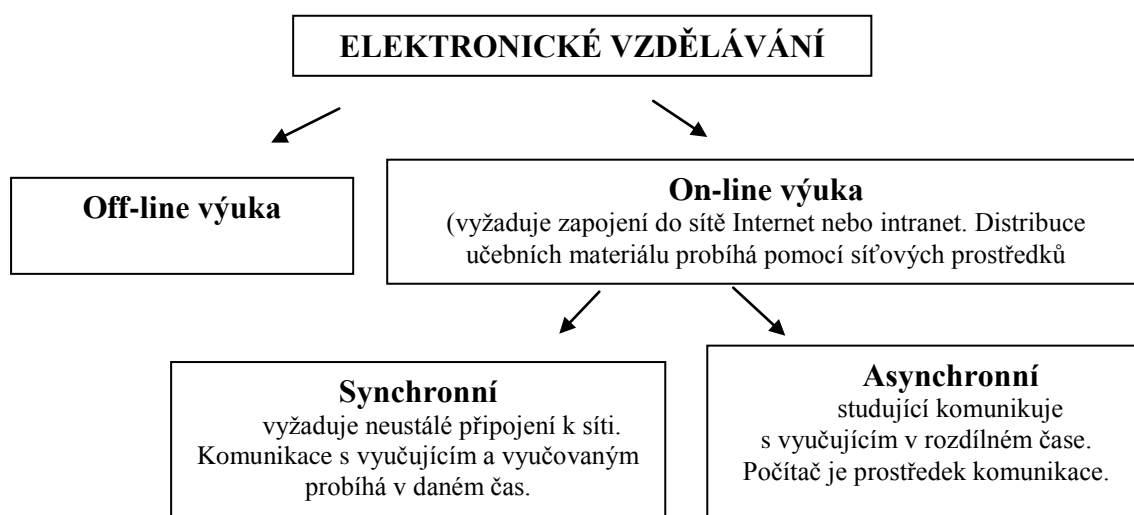 ELEKTRONICKÉ VZDĚLÁVÁNÍ
Off-line výuka
On-line výuka
(vyžaduje zapojení do sítě Internet nebo intranet. Distribuce
učebních materiálu probíhá pomocí síťových prostředků
Synchronní
vyžaduje neustálé připojení k síti.
Komunikace s vyučujícím a vyučovaným
probíhá v daném čas.
Asynchronní
studující komunikuje
s vyučujícím v rozdílném čase.
Počítač je prostředek komunikace.